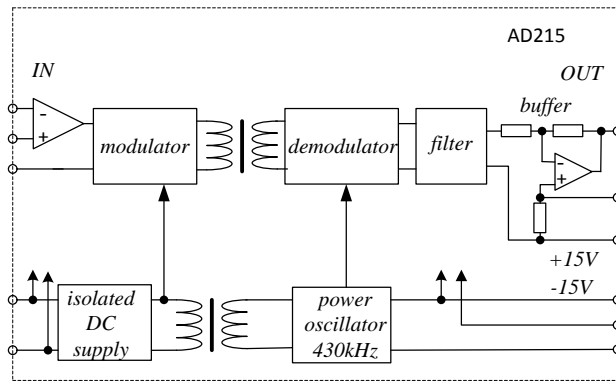 AD215
IN
OUT
buffer
-
+
modulator
demodulator
filter
-
+
+15V
-15V
isolated
DC
supply
power
oscillator
430kHz